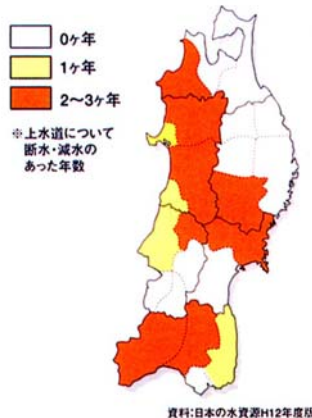 0ヶ年
1ヶ年
2〜3ヶ年
※上水道について
断水・減水の
あった年数
資料:日本の水資源H12年度版